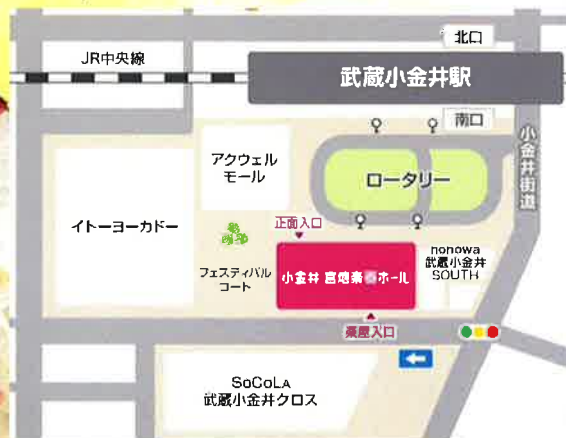 北口
JR中央線
武蔵小金井駅
南口
小金井街道
アクウェル
モール
ロータリー
イトーヨーカドー
正面入口
nonowa
武蔵小金井
SOUTH
フェスティバル
コート
小金井 宮地楽器ホール
楽屋入口
SoCoLA
武蔵小金井クロス